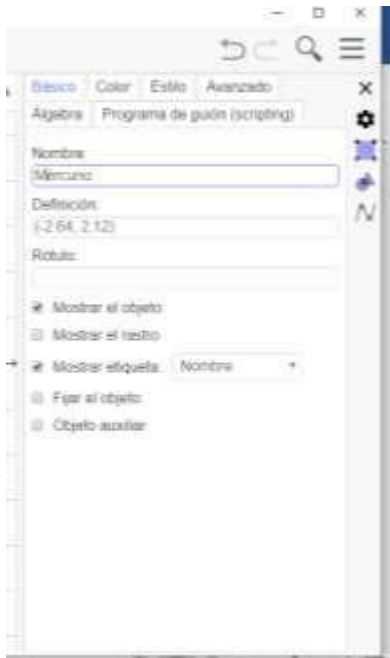 Básico Color Estilo Avanzado
Álgebra Programa de guión (scripting)
Nombre
Mercurio
Definición:
(-2.64, 2.12)
Rótulo:
Mostrar el objeto
Mostrar el rastro
Mostrar etiqueta: Nombre
Fijar el objeto
Objeto auxiliar